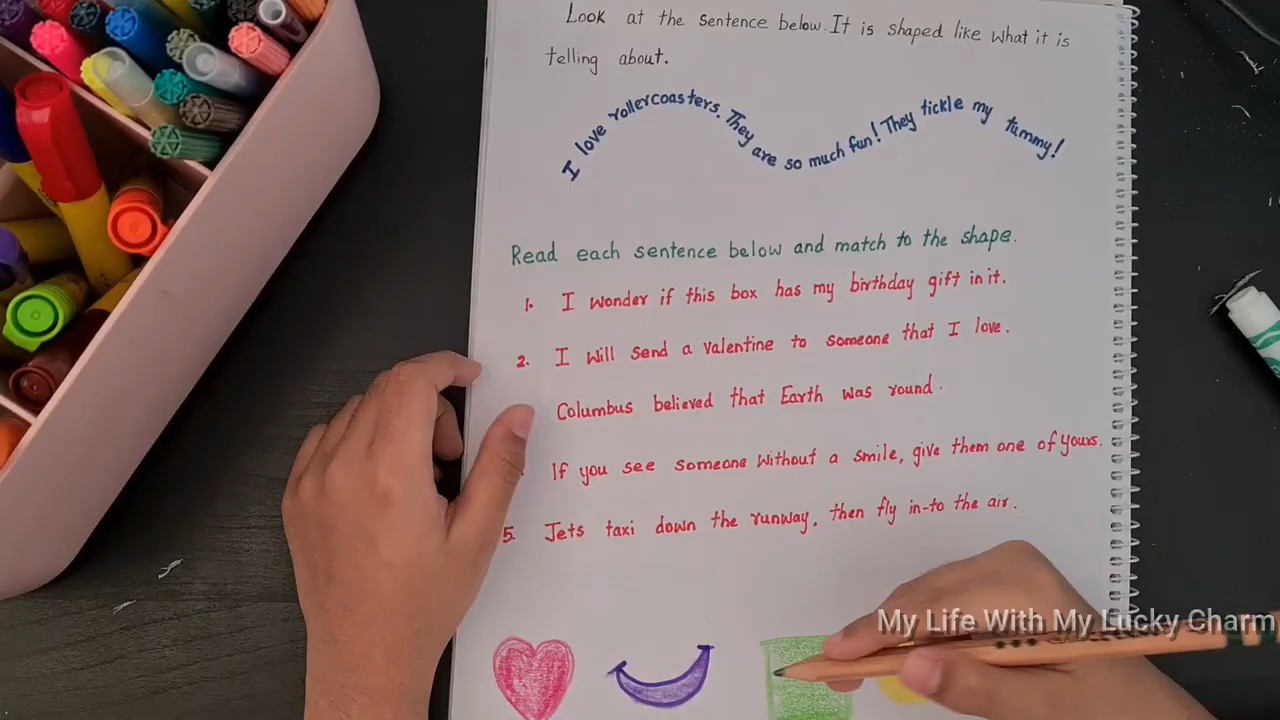 Look at the sentence below. It is shaped like what it is
telling about.
I love rollercoasters. They are so much fun! They tickle my tummy!
Read each sentence below and match to the shape.
1. I wonder if this box has my birthday gift in it.
2. I will send a valentine to someone that I love.
Columbus believed that Earth was round.
If you see someone without a smile, give them one of yours.
5. Jets taxi down the runway, then fly in-to the air.
My Life With My Lucky Charm